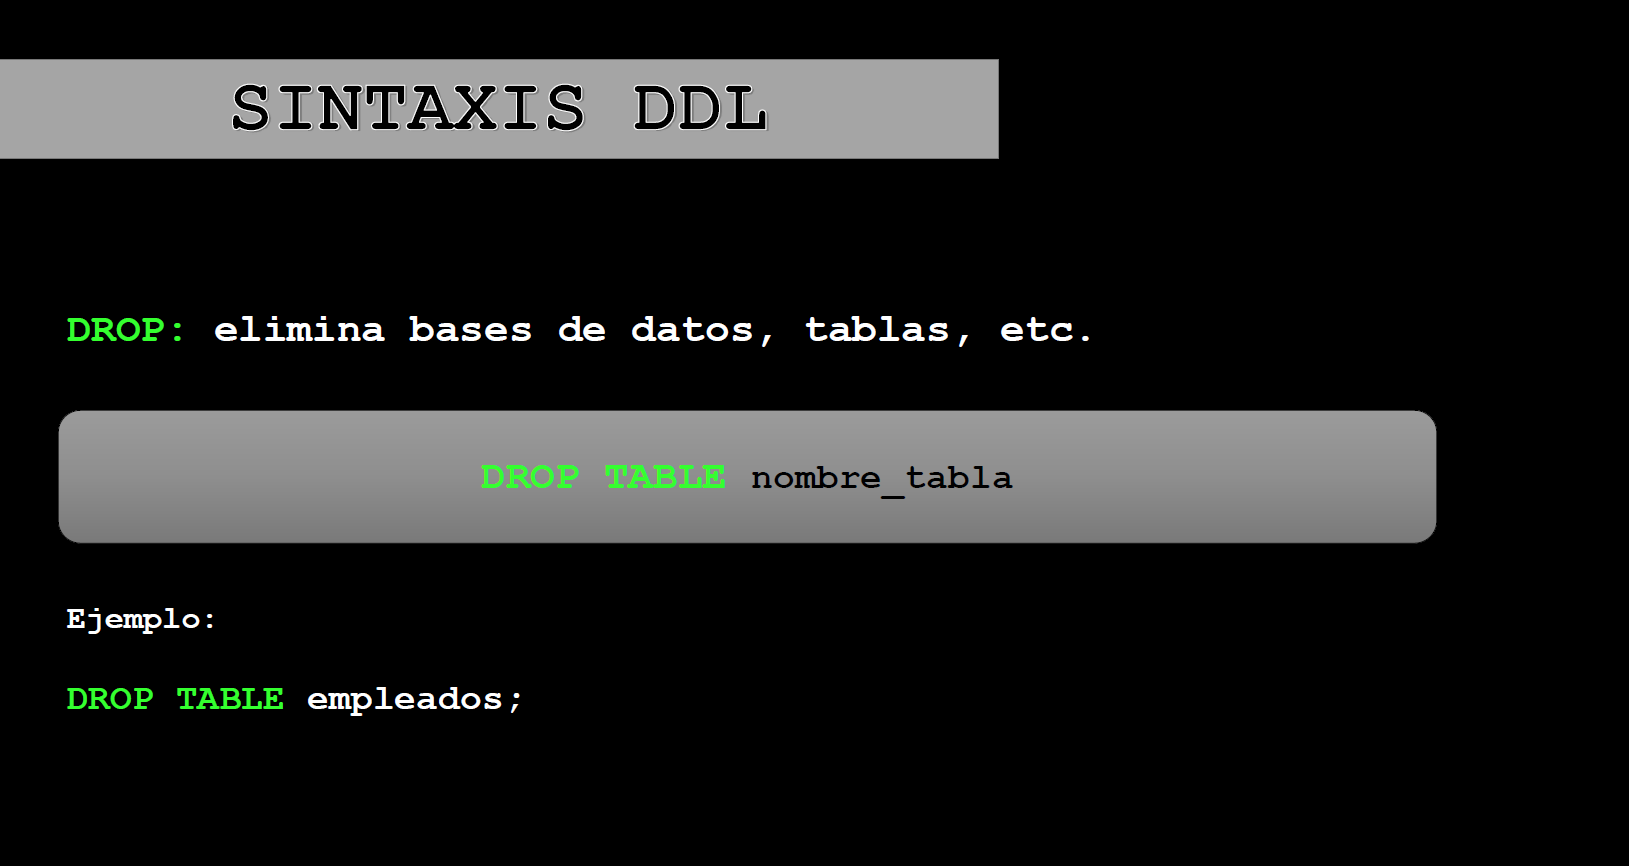 SINTAXIS DDL
DROP: elimina bases de datos, tablas, etc.
DROP TABLE nombre_tabla
Ejemplo:
DROP TABLE empleados;